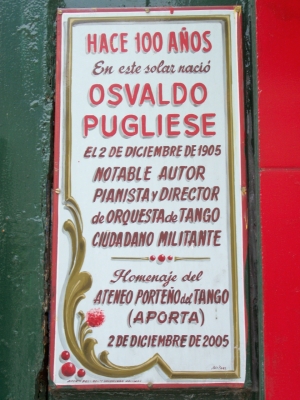 HACE 100 AÑOS
En este solar nació
OSVALDO
PUGLIESE
EL 2 DE DICIEMBRE DE 1905
NOTABLE AUTOR
PIANISTA y DIRECTOR
de ORQUESTA de TANGO
CIUDADANO MILITANTE
Homenaje del
ATENEO PORTEÑO del TANGO
(APORTA)
2 DE DICIEMBRE DE 2005